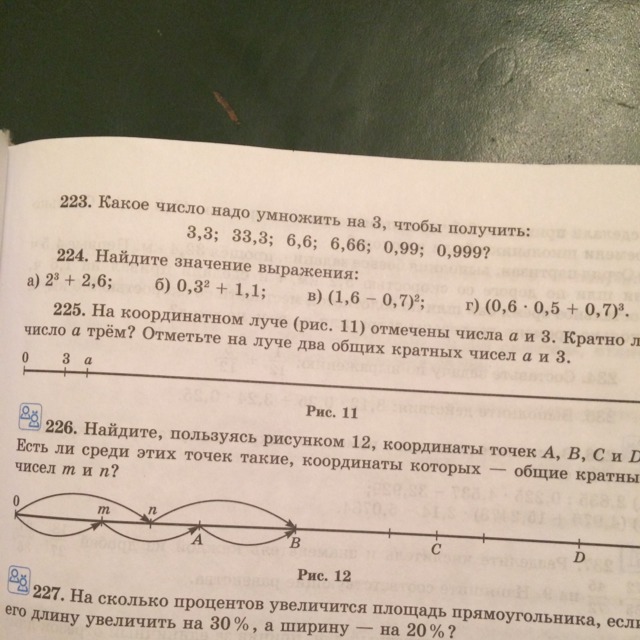 223. Какое число надо умножить на 3, чтобы получить:
3,3; 33,3; 6,6; 6,66; 0,99; 0,999?
224. Найдите значение выражения:
а) 2³ + 2,6; б) 0,3² + 1,1; в) (1,6 − 0,7)²; г) (0,6 · 0,5 + 0,7)³.
225. На координатном луче (рис. 11) отмечены числа a и 3. Кратно л
число a трём? Отметьте на луче два общих кратных чисел a и 3.
0 3 a
Рис. 11
226. Найдите, пользуясь рисунком 12, координаты точек A, B, C и D
Есть ли среди этих точек такие, координаты которых — общие кратны
чисел m и n?
0 m n
A B C D
Рис. 12
227. На сколько процентов увеличится площадь прямоугольника, есл
его длину увеличить на 30%, а ширину — на 20%?